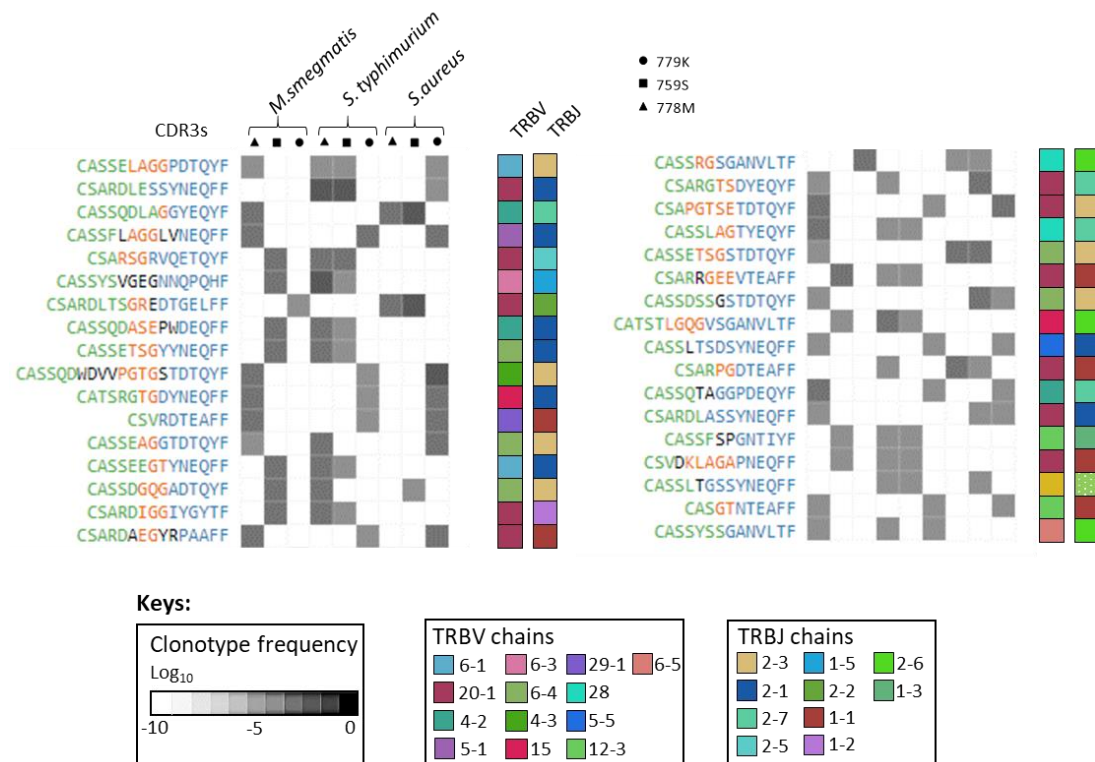 M.smegmatis
S. typhimurium
S.aureus
779K
759S
778M
CDR3s
TRBV
TRBJ
CASSELAGGPDTQYF
CSARDLESSYNEQFF
CASSQDLAGGYEQYF
CASSFLAGGLVNEQFF
CSARSGRVQETQYF
CASSYSVGEGNNQPQHF
CSARDLTSGREDTGELFF
CASSQDASEPWDEQFF
CASSETSGYYNEQFF
CASSQDWDVVPGTGSTDTQYF
CATSRGTGDYNEQFF
CSVRDTEAFF
CASSEAGGTDTQYF
CASSEEGTYNEQFF
CASSDGQGADTQYF
CSARDIGGIYGYTF
CSARDAEGYRPAAFF
CASSRGSGANVLTF
CSARGTSDYEQYF
CSAPGTSETDTQYF
CASSLAGTYEQYF
CASSETSGSTDTQYF
CSARRGEEVTEAFF
CASSDSSGSTDTQYF
CATSTLGQGVSGANVLTF
CASSLTSDSYNEQFF
CSARPGDTEAFF
CASSQTAGGPDEQYF
CSARDLASSYNEQFF
CASSFSPGNTIYF
CSVDKLAGAPNEQFF
CASSLTGSSYNEQFF
CASGTNTEAFF
CASSYSSGANVLTF
Keys:
Clonotype frequency
Log10
-10 -5 0
TRBV chains
6-1 6-3 29-1 6-5
20-1 6-4 28
4-2 4-3 5-5
5-1 15 12-3
TRBJ chains
2-3 1-5 2-6
2-1 2-2 1-3
2-7 1-1
2-5 1-2